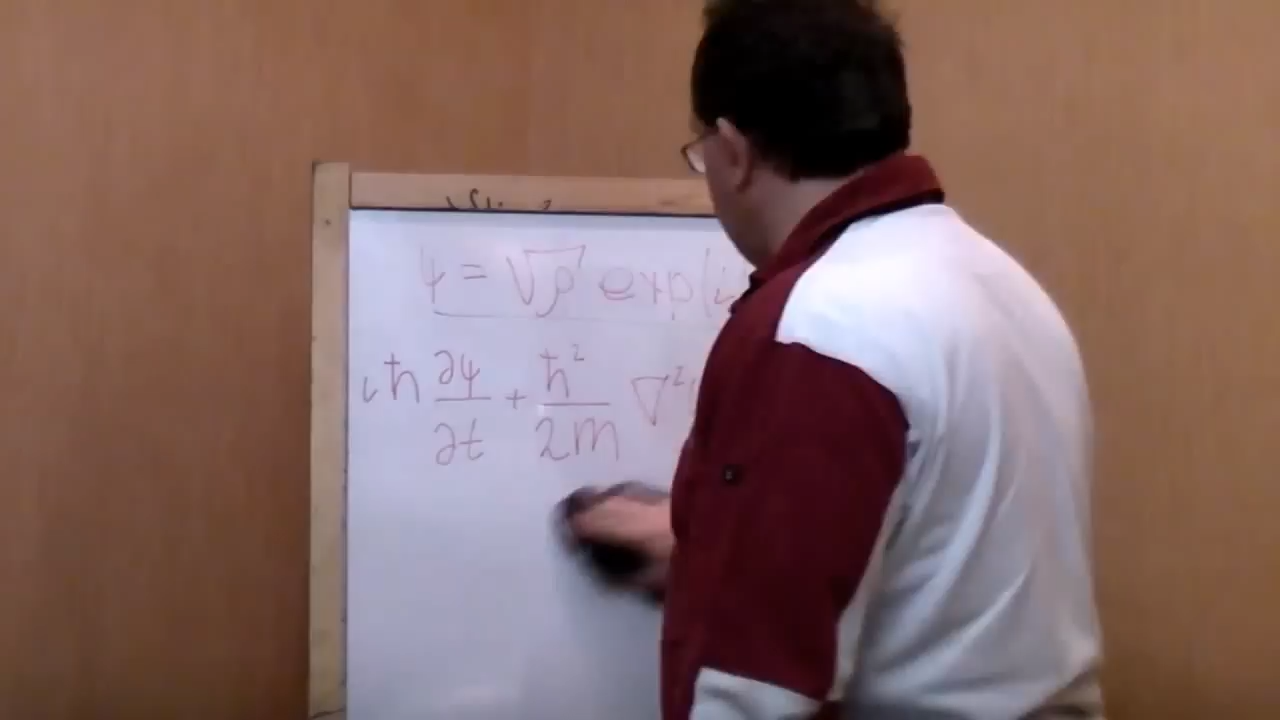 ψ = √ρ exp(i
iħ ∂ψ/∂t + ħ²/2m ∇²